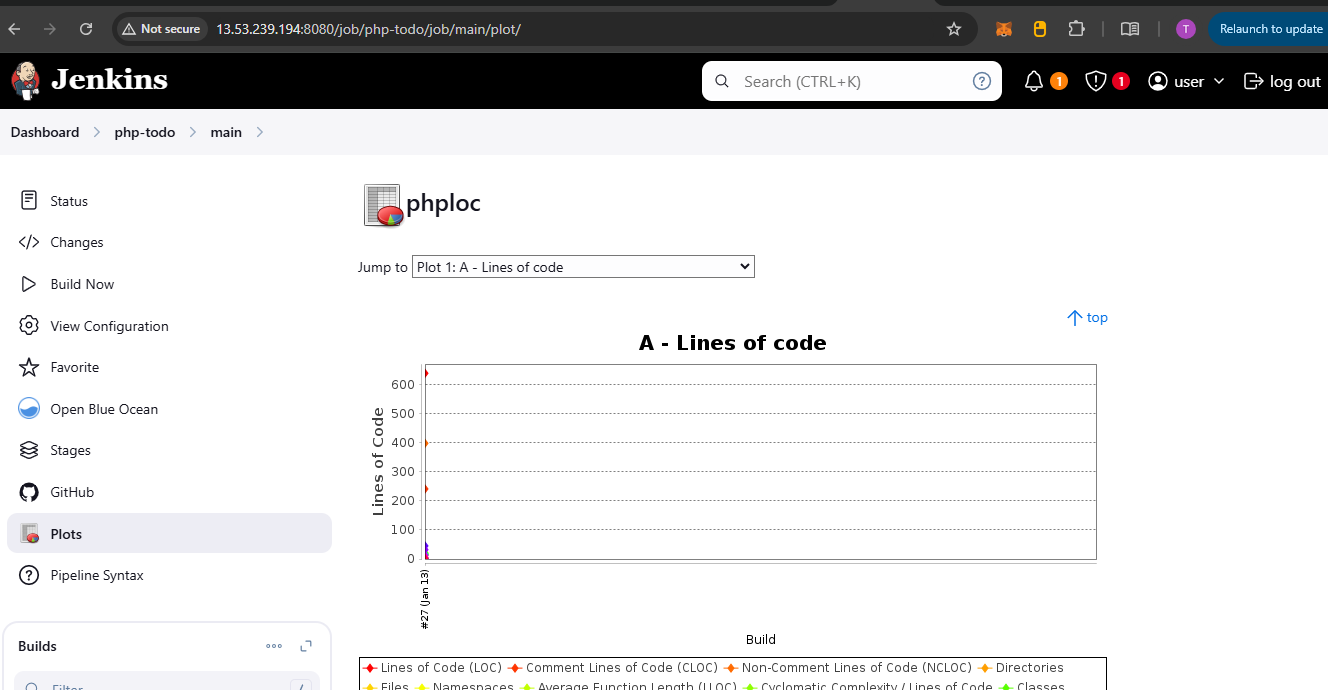 Not secure 13.53.239.194:8080/job/php-todo/job/main/plot/ T Relaunch to update
Jenkins Search (CTRL+K) ? 1 1 user log out
Dashboard php-todo main
Status
Changes
Build Now
View Configuration
Favorite
Open Blue Ocean
Stages
GitHub
Plots
Pipeline Syntax
Builds
Filter /
phploc
Jump to Plot 1: A - Lines of code
top
A - Lines of code
Lines of Code
600
500
400
300
200
100
0
#27 (Jan 13)
Build
Lines of Code (LOC) Comment Lines of Code (CLOC) Non-Comment Lines of Code (NCLOC) Directories
Files Namespaces Average Function Length (LLOC) Cyclomatic Complexity / Lines of Code Classes